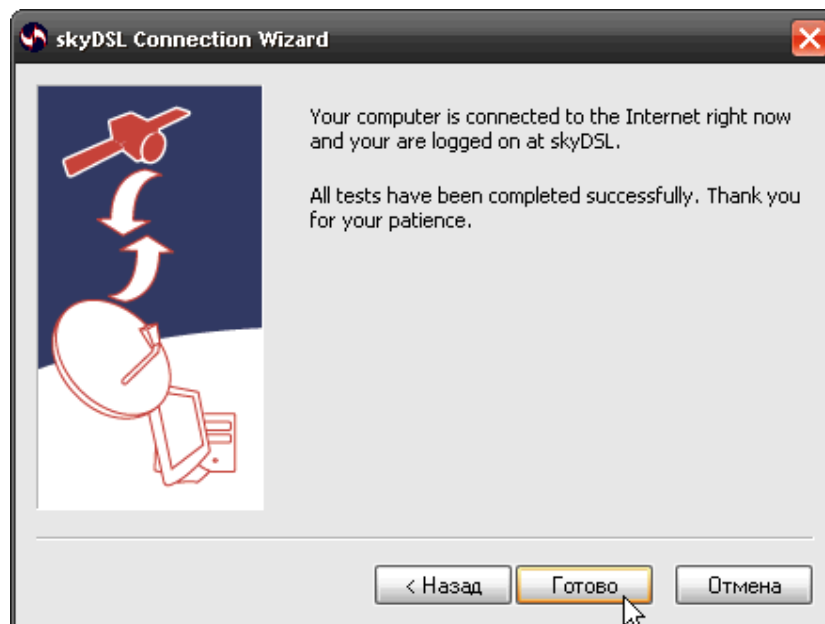 skyDSL Connection Wizard
Your computer is connected to the Internet right now
and your are logged on at skyDSL.
All tests have been completed successfully. Thank you
for your patience.
< Назад
Готово
Отмена